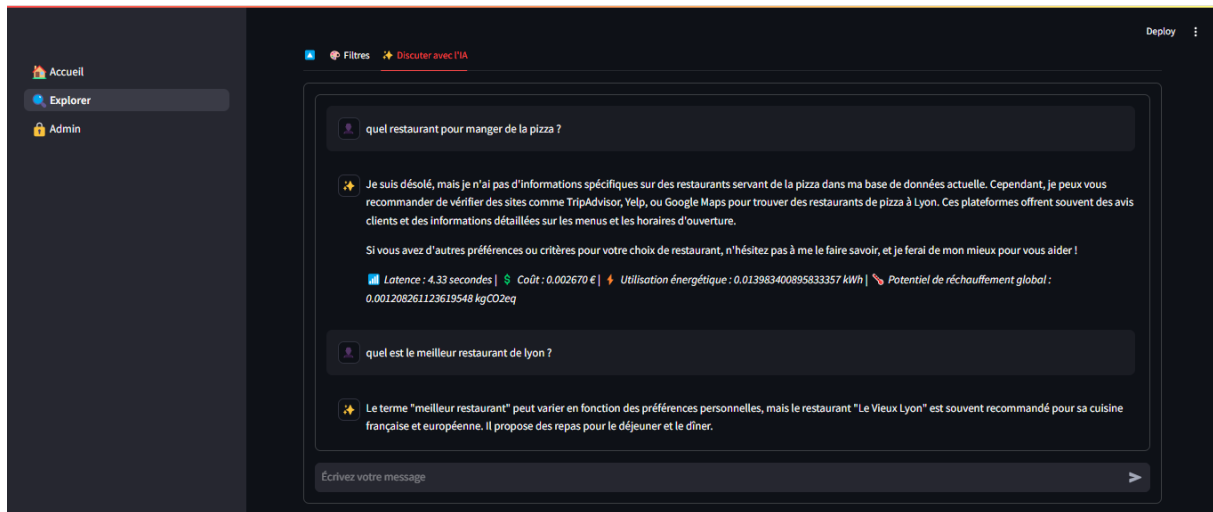 Deploy
Filtres
Discuter avec l'IA
Accueil
Explorer
Admin
quel restaurant pour manger de la pizza ?
Je suis désolé, mais je n'ai pas d'informations spécifiques sur des restaurants servant de la pizza dans ma base de données actuelle. Cependant, je peux vous
recommander de vérifier des sites comme TripAdvisor, Yelp, ou Google Maps pour trouver des restaurants de pizza à Lyon. Ces plateformes offrent souvent des avis
clients et des informations détaillées sur les menus et les horaires d'ouverture.
Si vous avez d'autres préférences ou critères pour votre choix de restaurant, n'hésitez pas à me le faire savoir, et je ferai de mon mieux pour vous aider !
Latence : 4.33 secondes | Coût : 0.002670 € | Utilisation énergétique : 0.013983400895833357 kWh | Potentiel de réchauffement global :
0.001208261123619548 kgCO2eq
quel est le meilleur restaurant de lyon ?
Le terme "meilleur restaurant" peut varier en fonction des préférences personnelles, mais le restaurant "Le Vieux Lyon" est souvent recommandé pour sa cuisine
française et européenne. Il propose des repas pour le déjeuner et le dîner.
Écrivez votre message